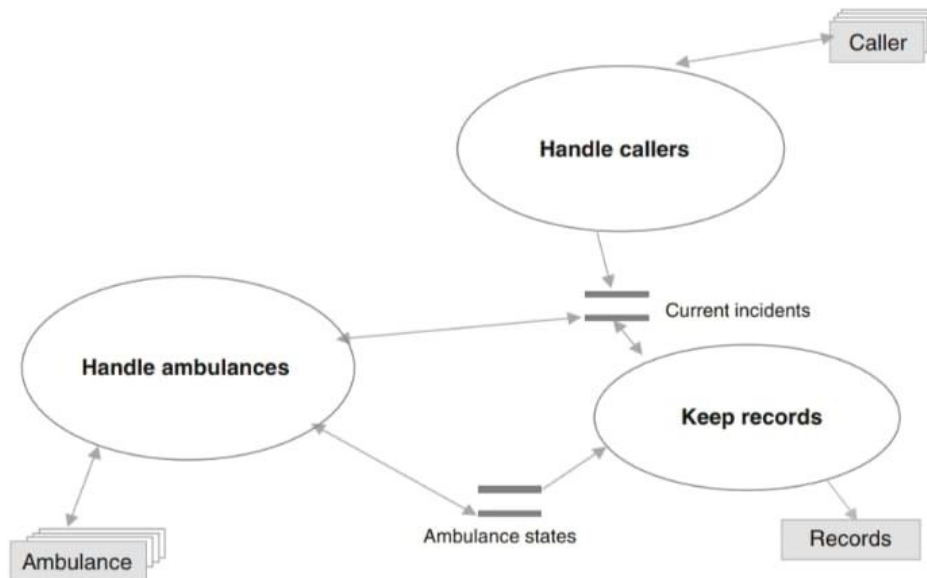 Caller
Handle callers
Current incidents
Handle ambulances
Keep records
Ambulance states
Records
Ambulance